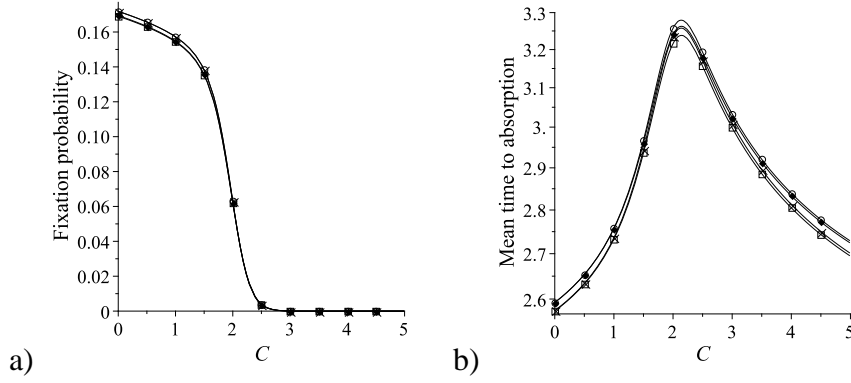 a)
Fixation probability
0.16
0.14
0.12
0.10
0.08
0.06
0.04
0.02
0
0 1 2 3 4 5
C
b)
Mean time to absorption
3.3
3.2
3.1
3.
2.9
2.8
2.7
2.6
0 1 2 3 4 5
C